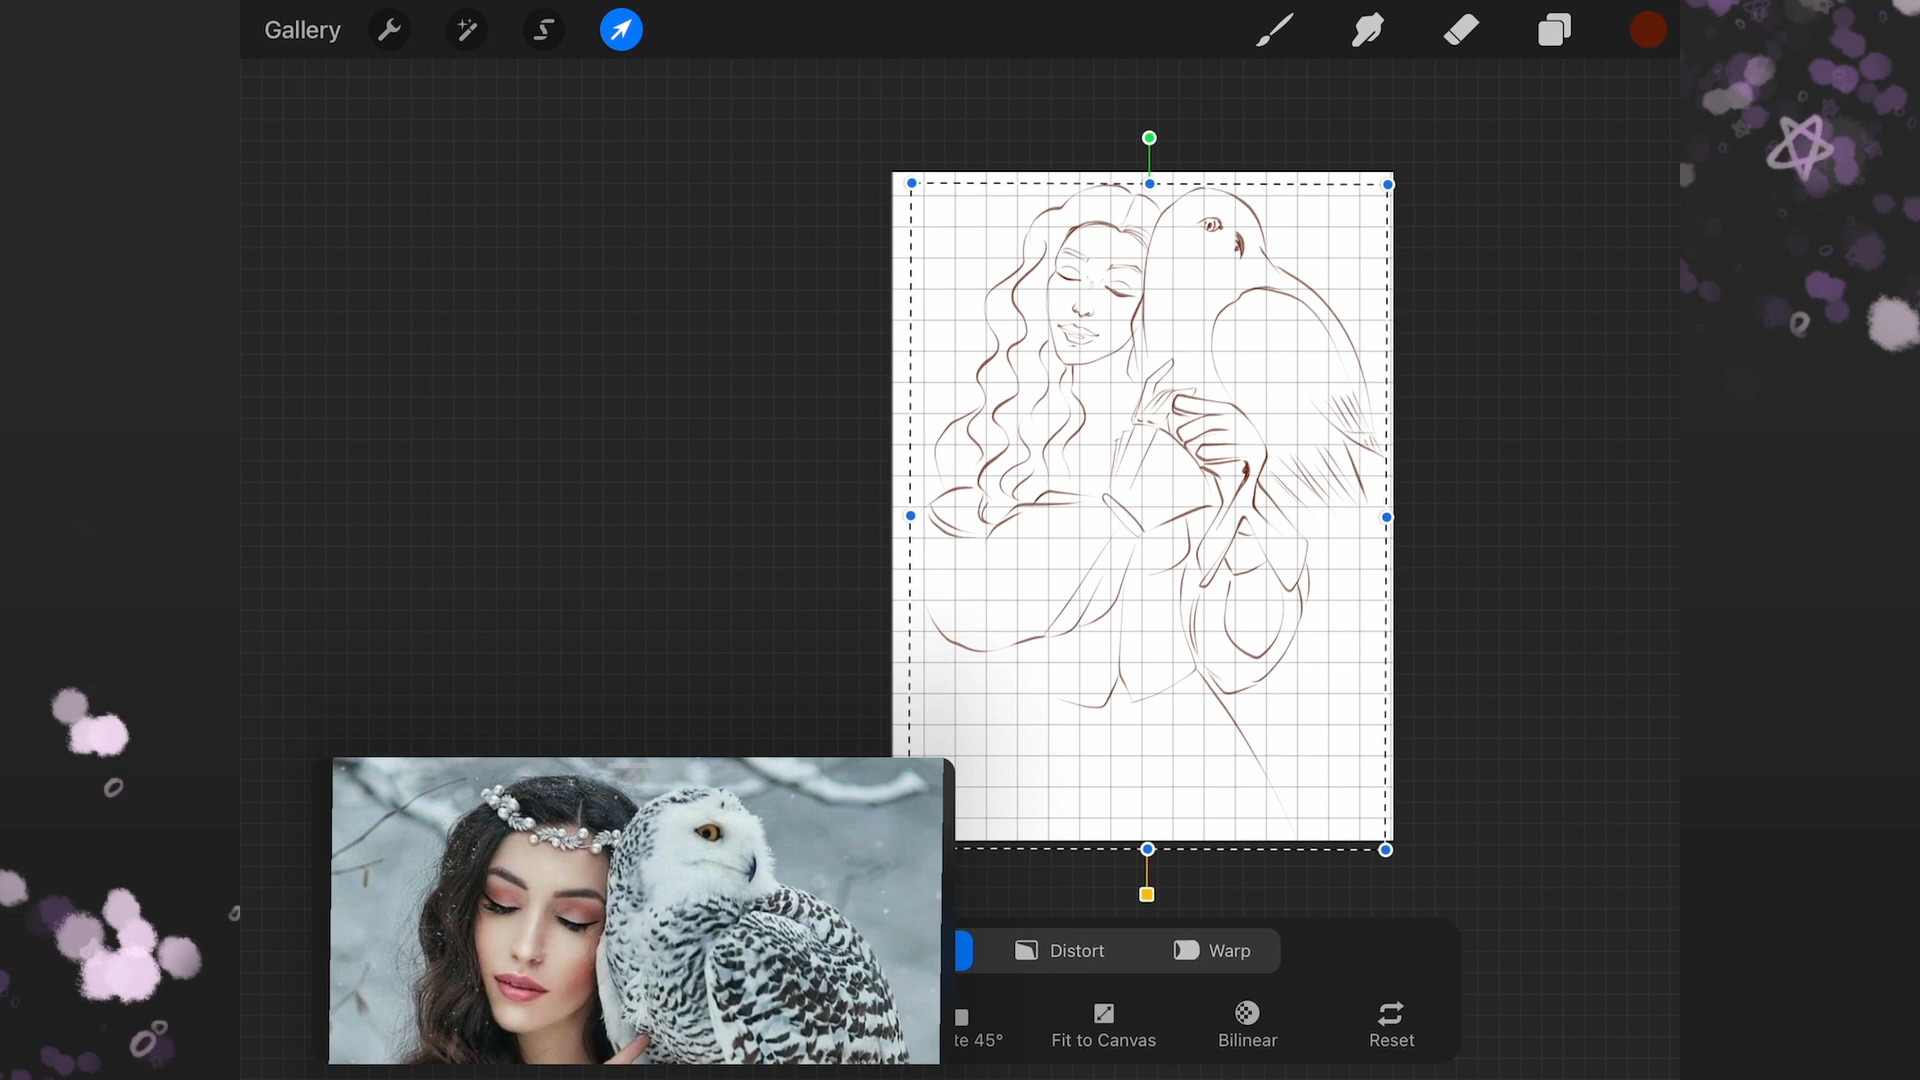 Gallery
Distort
Warp
te 45°
Fit to Canvas
Bilinear
Reset